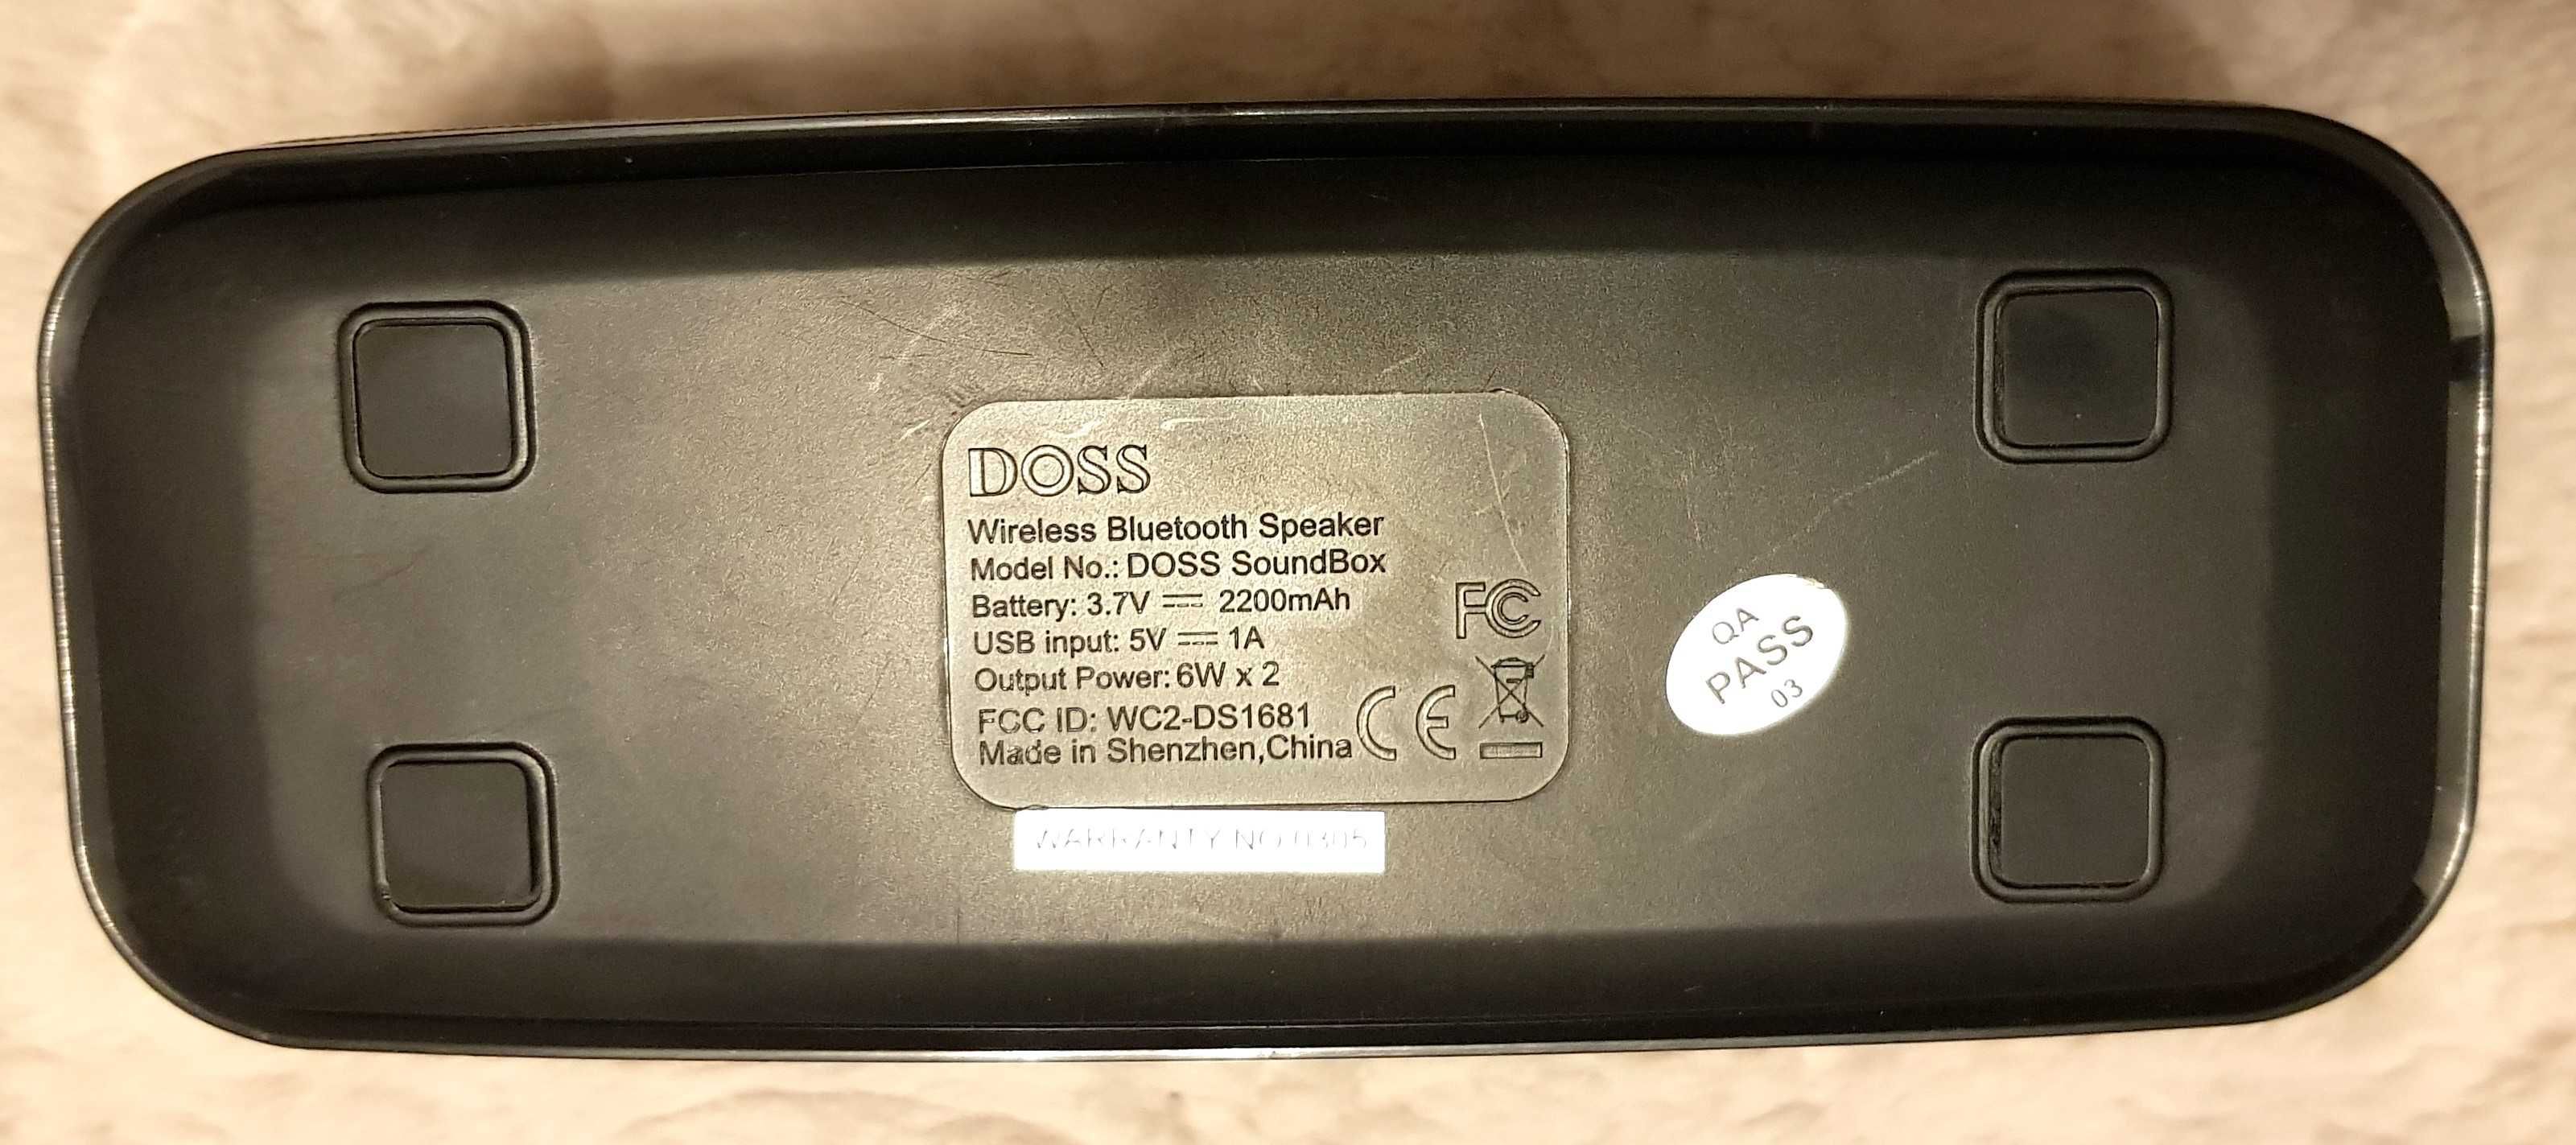 DOSS
Wireless Bluetooth Speaker
Model No.: DOSS SoundBox
Battery: 3.7V ⎓ 2200mAh
USB input: 5V ⎓ 1A
Output Power: 6W x 2
FCC ID: WC2-DS1681
Made in Shenzhen,China
FC
CE
QA
PASS
03
WARRANTY NO 0305